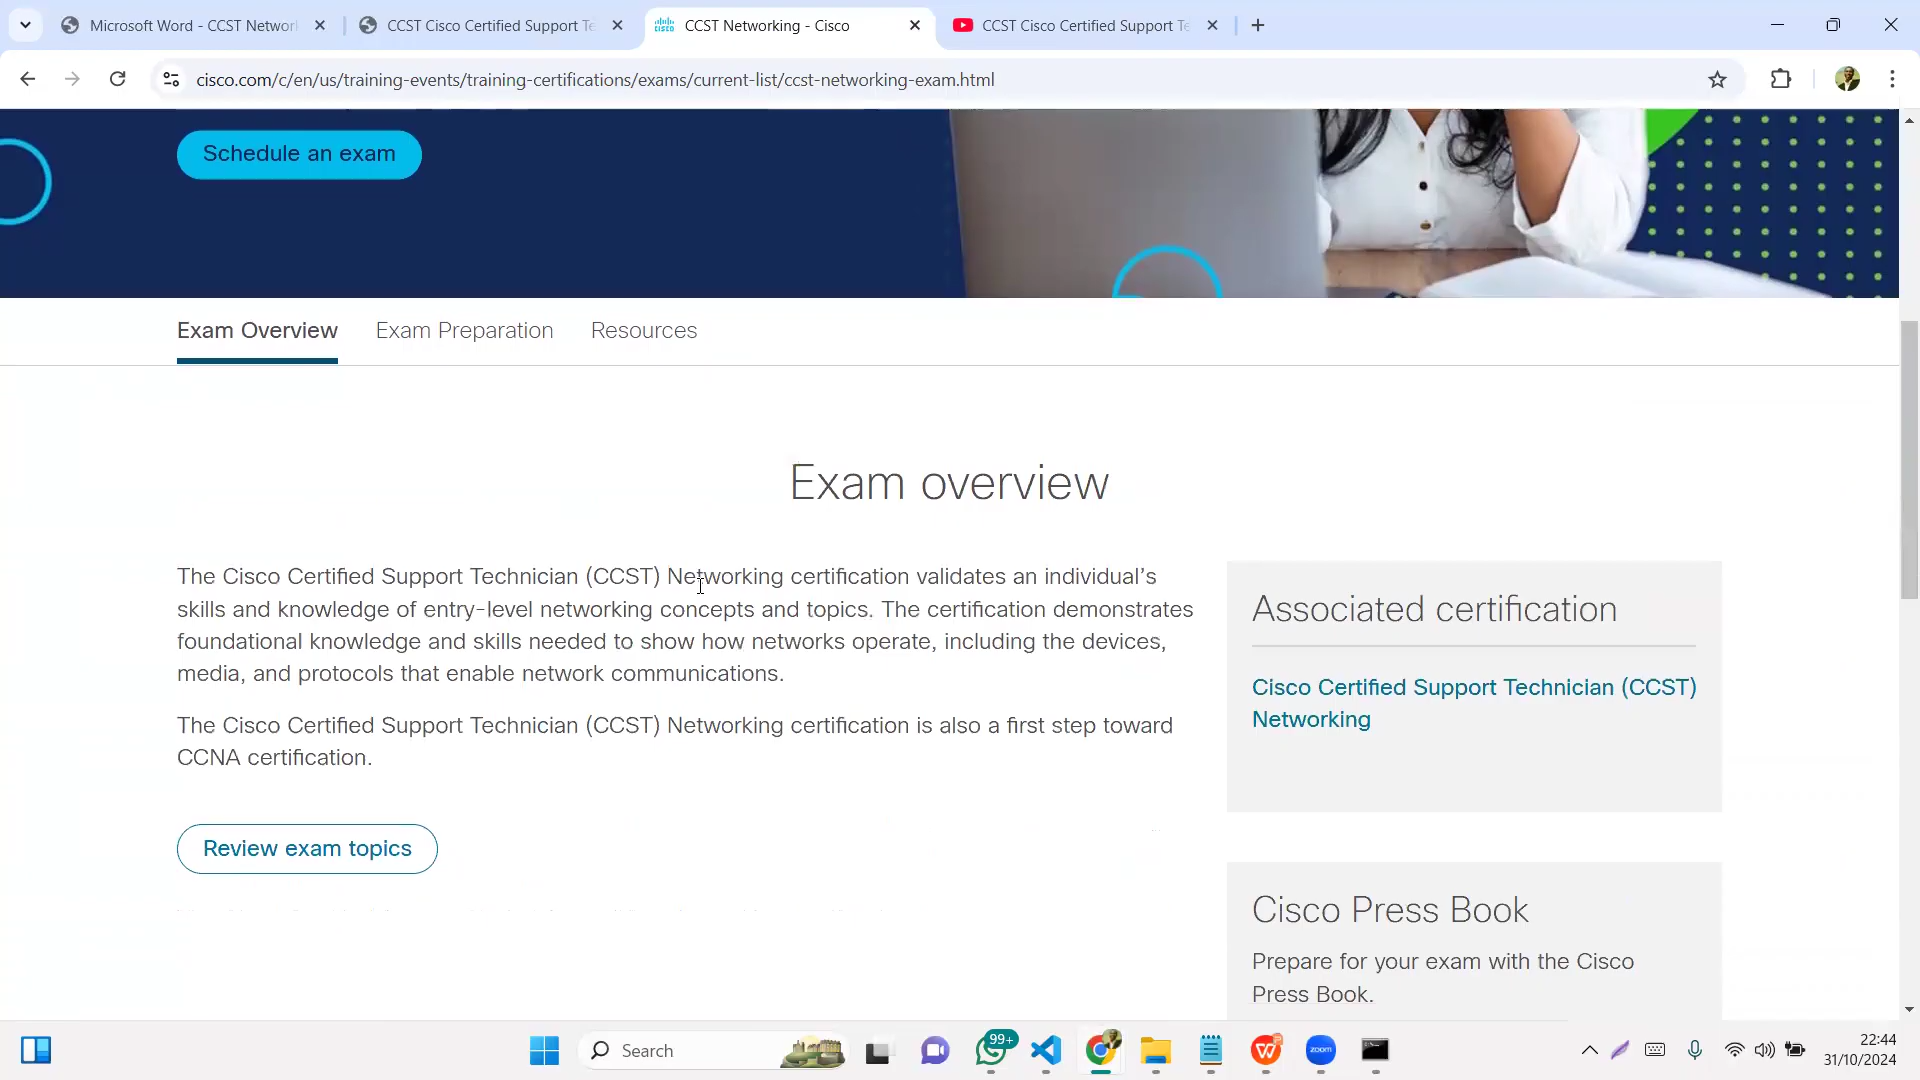 Microsoft Word - CCST Networ
CCST Cisco Certified Support Te
CCST Networking - Cisco
CCST Cisco Certified Support Te
cisco.com/c/en/us/training-events/training-certifications/exams/current-list/ccst-networking-exam.html
Schedule an exam
Exam Overview
Exam Preparation
Resources
Exam overview
The Cisco Certified Support Technician (CCST) Networking certification validates an individual’s
skills and knowledge of entry-level networking concepts and topics. The certification demonstrates
foundational knowledge and skills needed to show how networks operate, including the devices,
media, and protocols that enable network communications.
The Cisco Certified Support Technician (CCST) Networking certification is also a first step toward
CCNA certification.
Review exam topics
Associated certification
Cisco Certified Support Technician (CCST)
Networking
Cisco Press Book
Prepare for your exam with the Cisco
Press Book.
Search
99+
zoom
22:44
31/10/2024